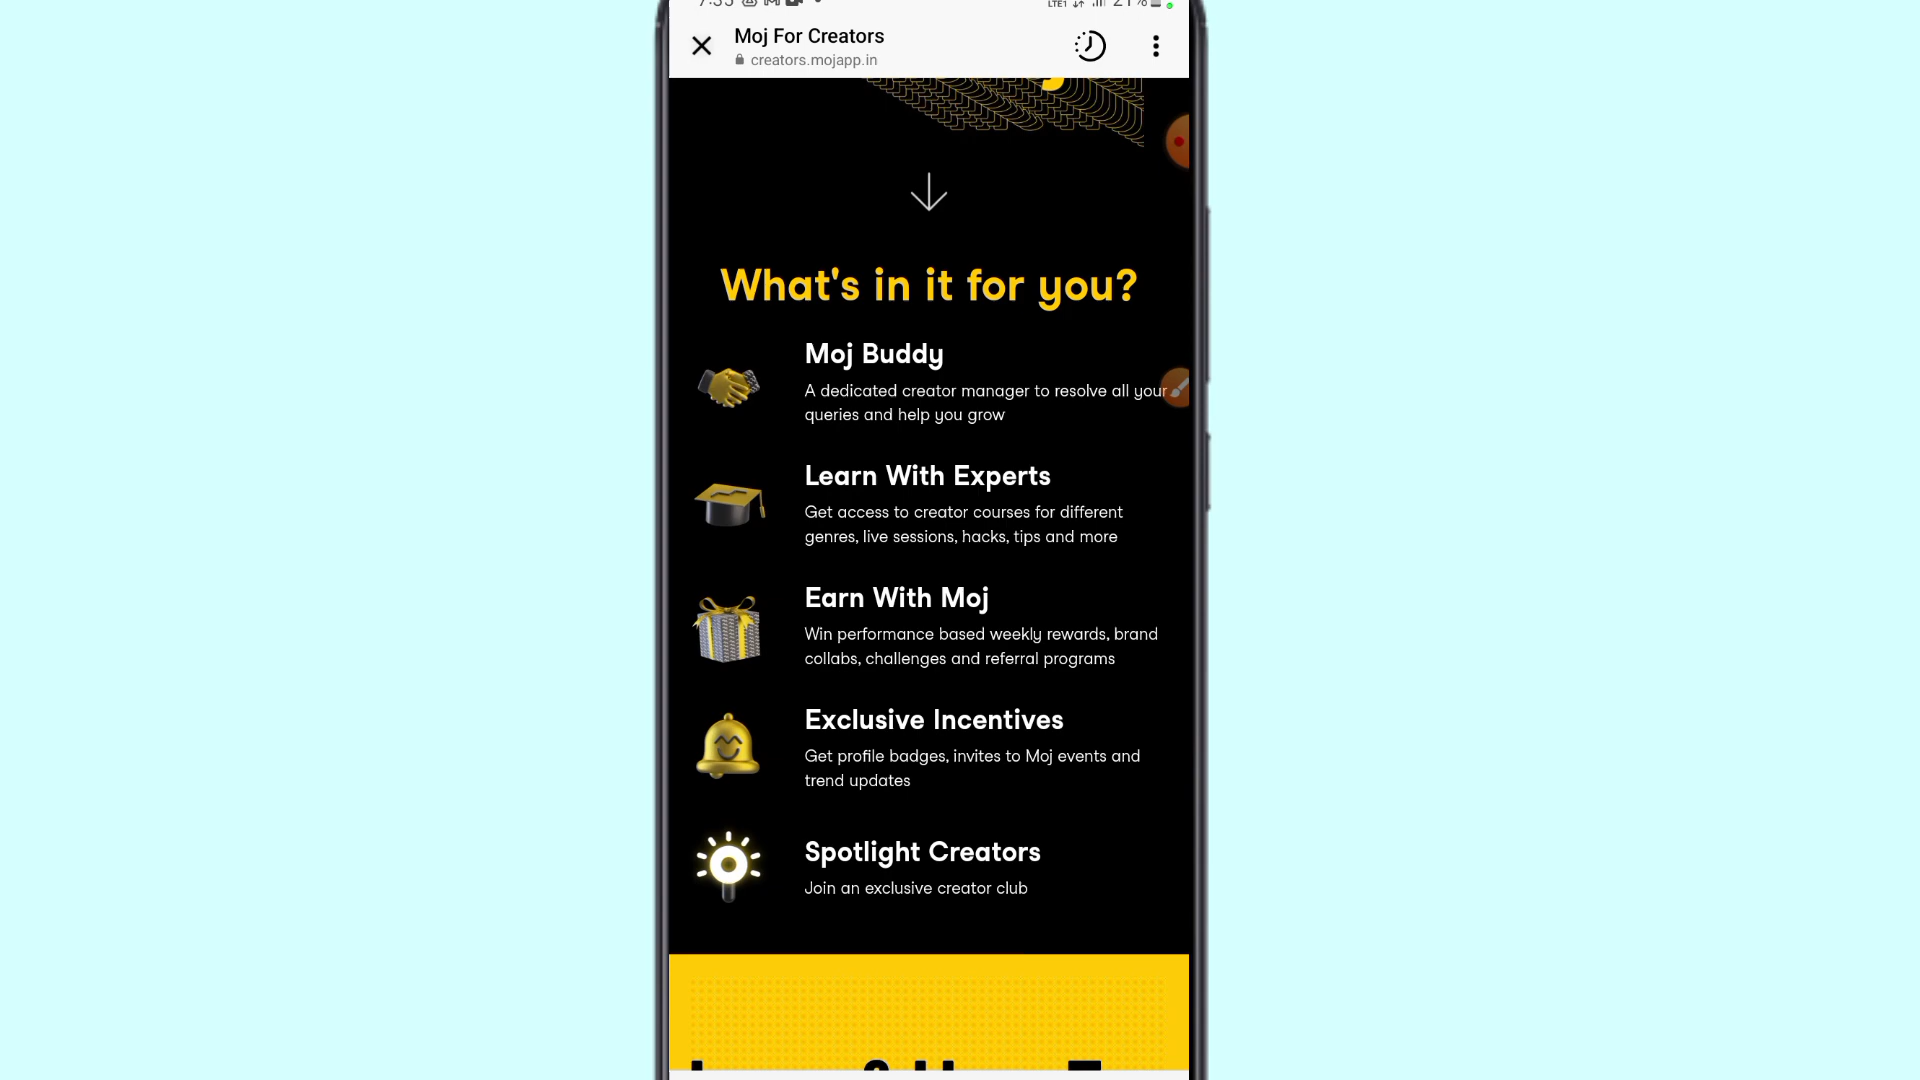 Moj For Creators
creators.mojapp.in
What's in it for you?
Moj Buddy
A dedicated creator manager to resolve all your
queries and help you grow
Learn With Experts
Get access to creator courses for different
genres, live sessions, hacks, tips and more
Earn With Moj
Win performance based weekly rewards, brand
collabs, challenges and referral programs
Exclusive Incentives
Get profile badges, invites to Moj events and
trend updates
Spotlight Creators
Join an exclusive creator club